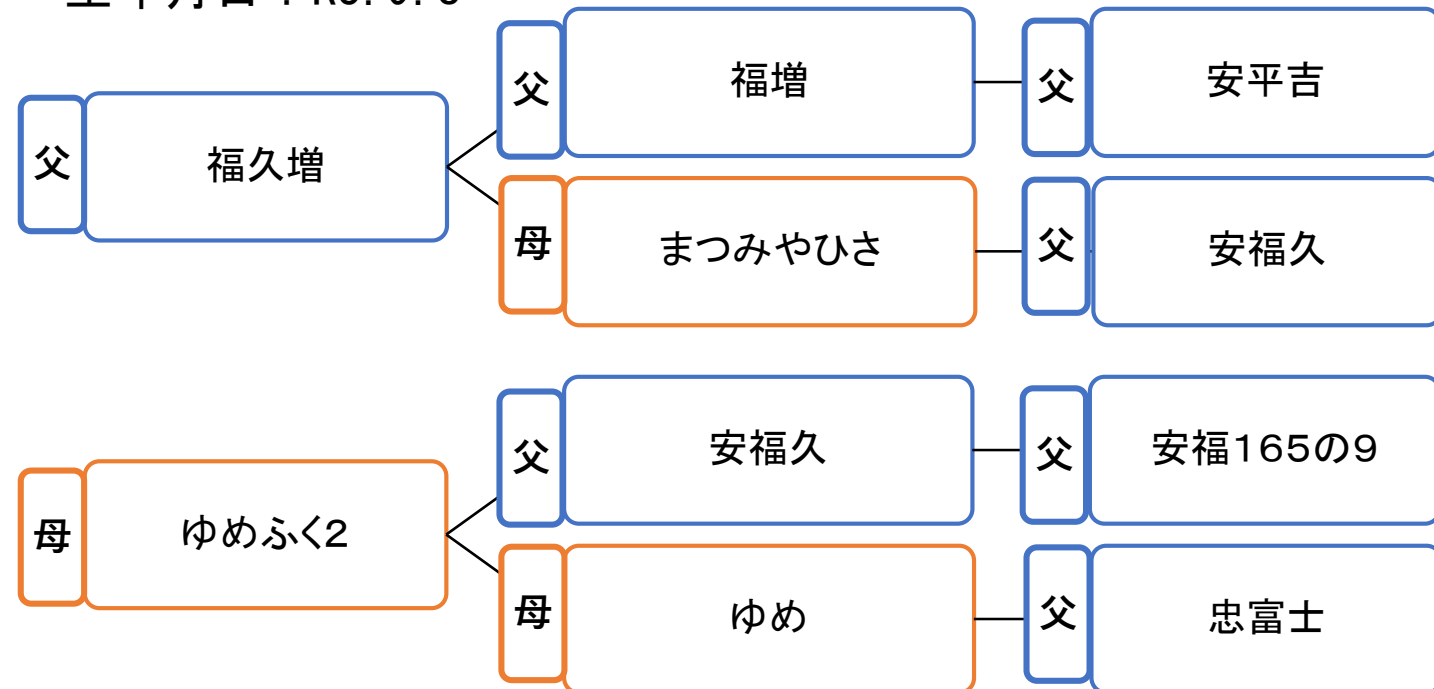 父 福久増
父 福増 父 安平吉
母 まつみやひさ 父 安福久
母 ゆめふく2
父 安福久 父 安福165の9
母 ゆめ 父 忠富士